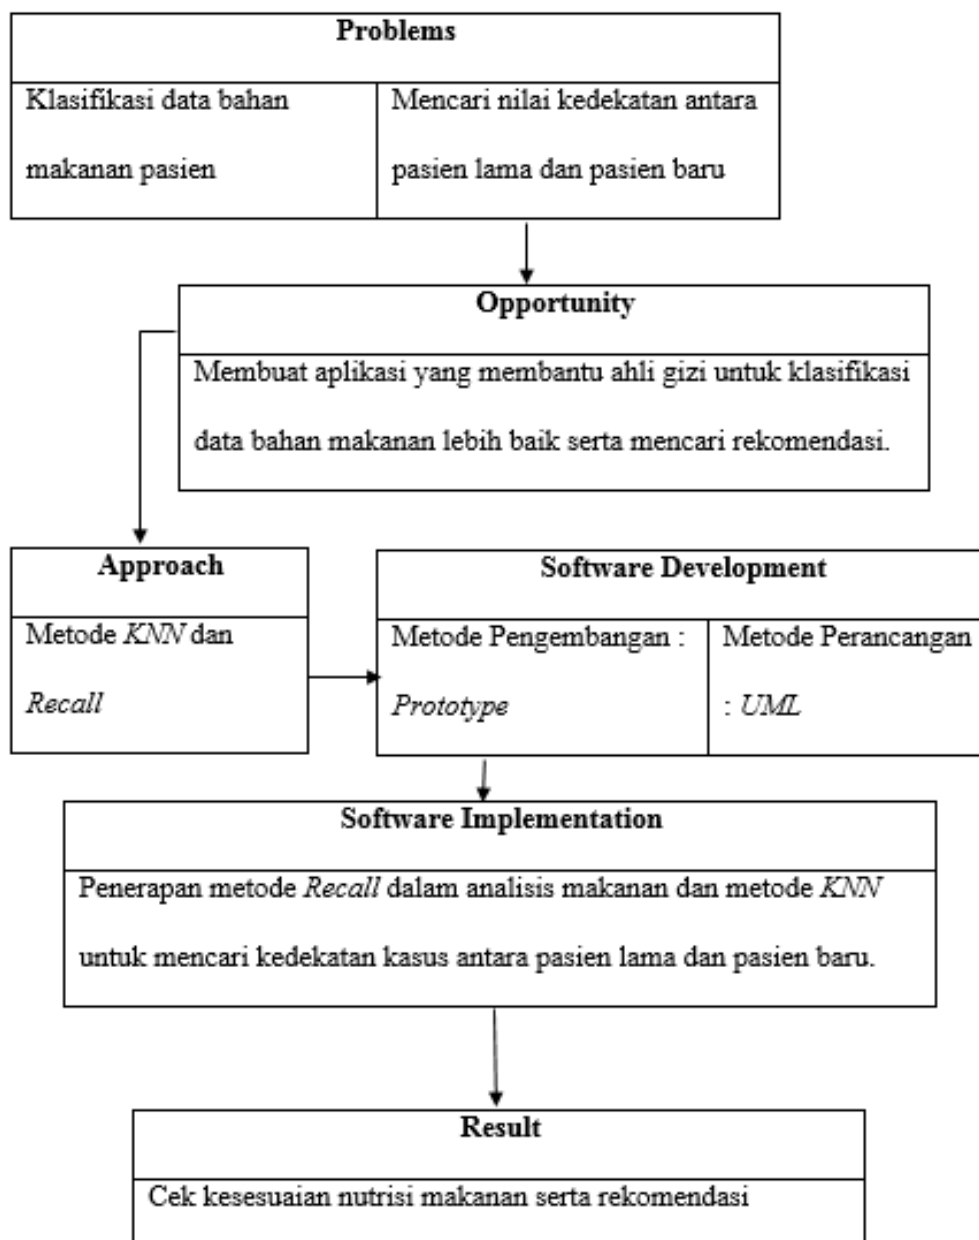 Problems
Klasifikasi data bahan
makanan pasien
Mencari nilai kedekatan antara
pasien lama dan pasien baru
Opportunity
Membuat aplikasi yang membantu ahli gizi untuk klasifikasi
data bahan makanan lebih baik serta mencari rekomendasi.
Approach
Metode KNN dan
Recall
Software Development
Metode Pengembangan :
Prototype
Metode Perancangan
: UML
Software Implementation
Penerapan metode Recall dalam analisis makanan dan metode KNN
untuk mencari kedekatan kasus antara pasien lama dan pasien baru.
Result
Cek kesesuaian nutrisi makanan serta rekomendasi